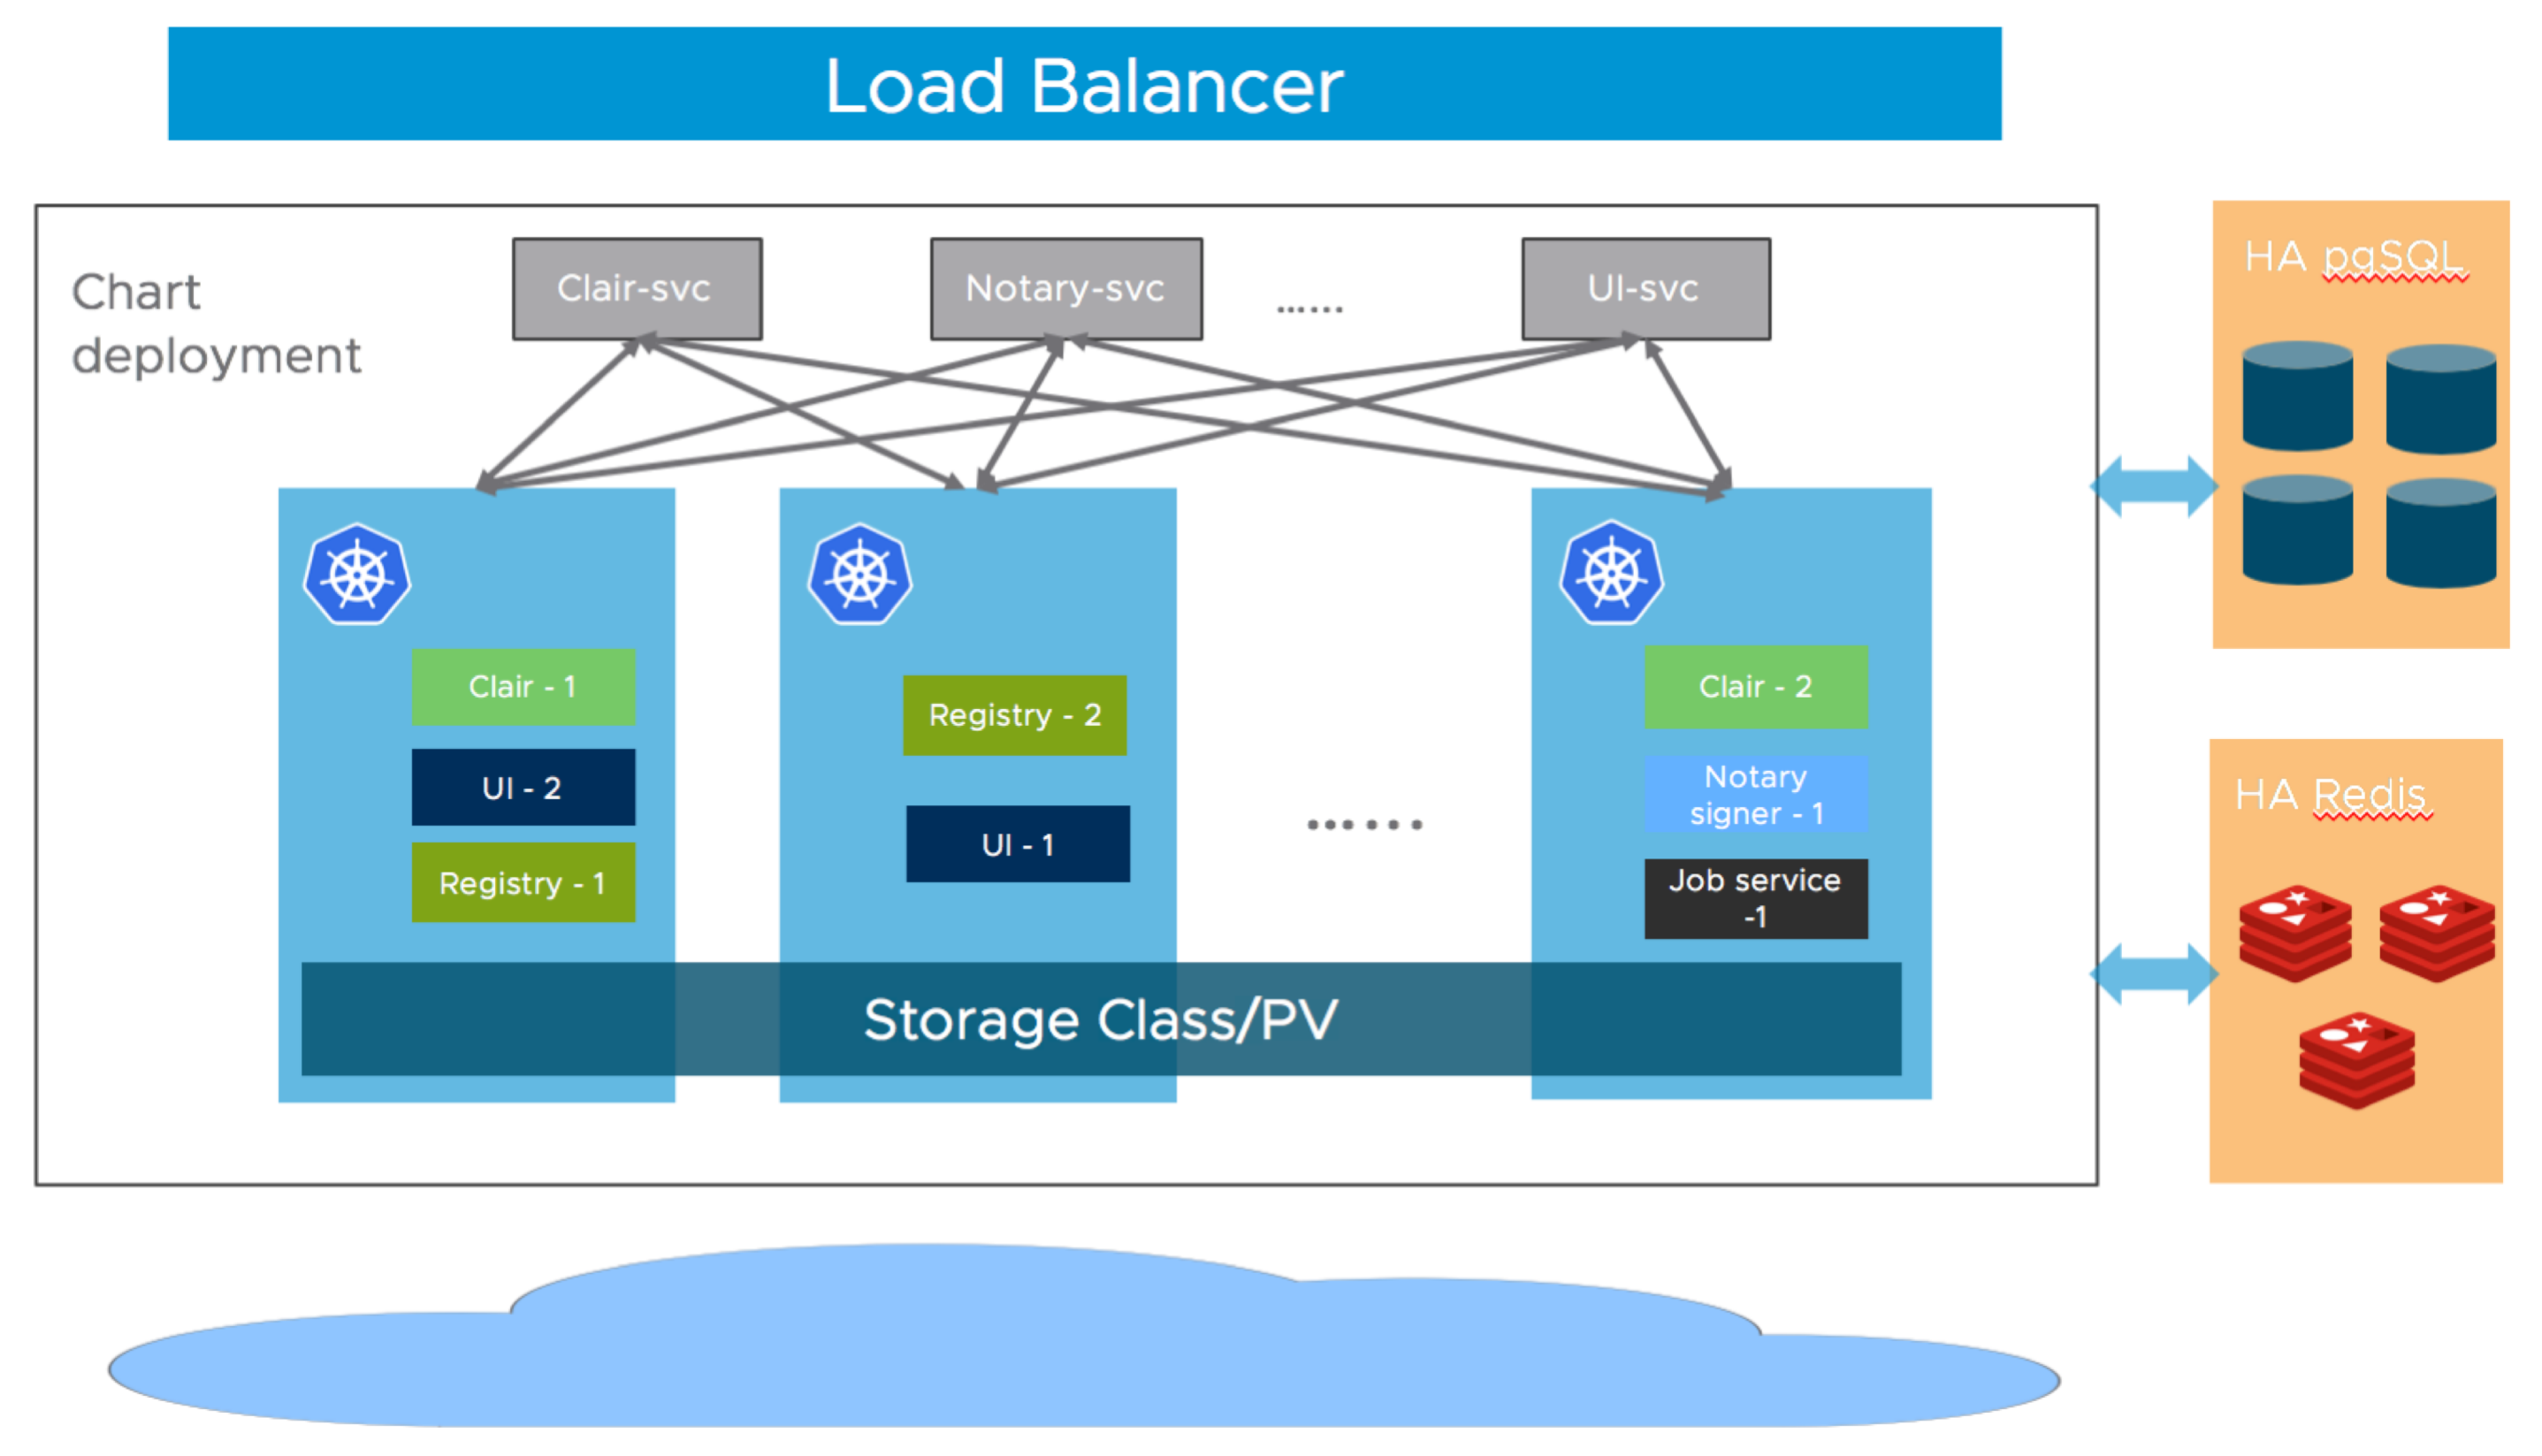 Load Balancer
Chart
deployment
Clair-svc
Notary-svc
......
UI-svc
HA pgSQL
Clair - 1
UI - 2
Registry - 1
Registry - 2
UI - 1
......
Clair - 2
Notary
signer - 1
Job service
-1
Storage Class/PV
HA Redis